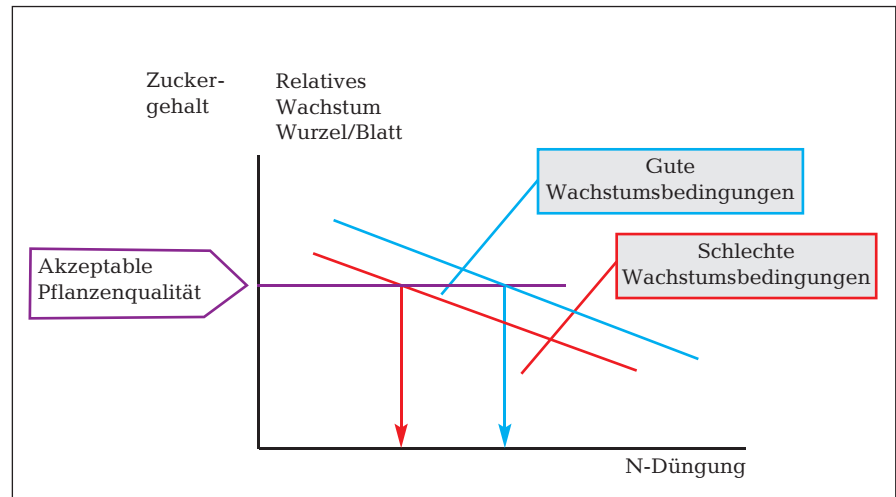 Zucker-
gehalt
Relatives
Wachstum
Wurzel/Blatt
Gute
Wachstumsbedingungen
Schlechte
Wachstumsbedingungen
Akzeptable
Pflanzenqualität
N-Düngung